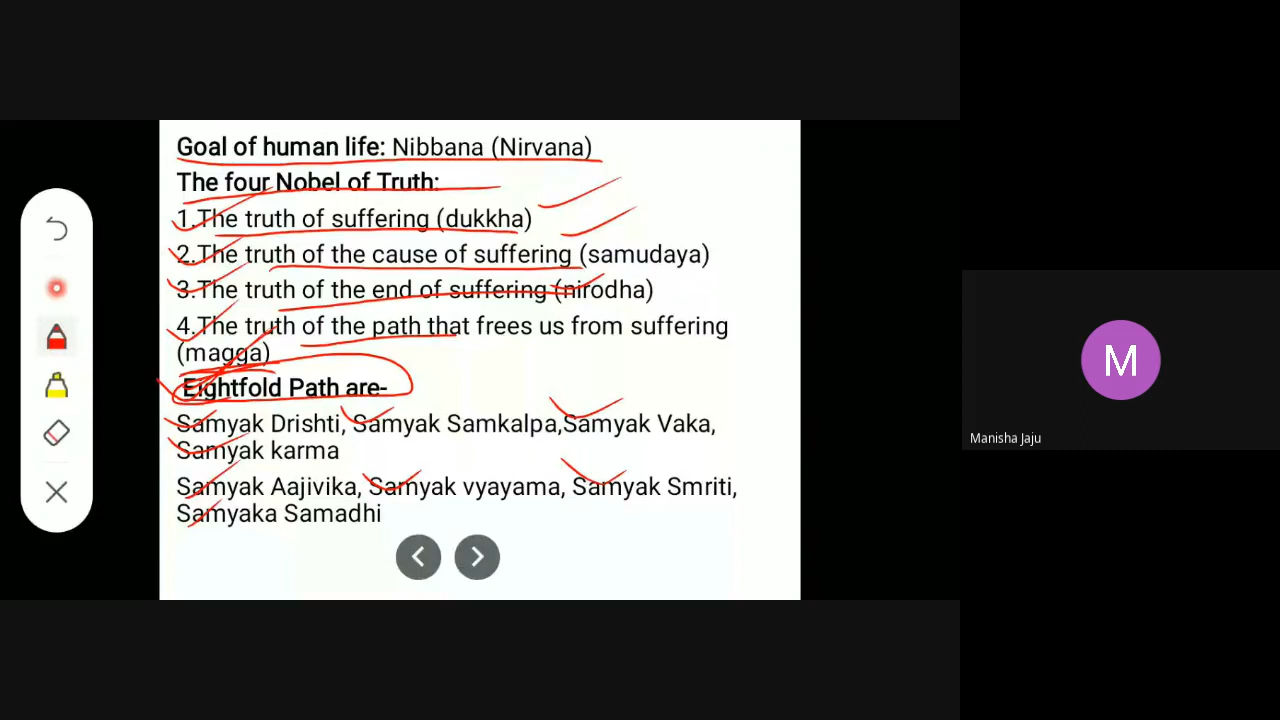 Goal of human life: Nibbana (Nirvana)
The four Nobel of Truth:
1.The truth of suffering (dukkha)
2.The truth of the cause of suffering (samudaya)
3.The truth of the end of suffering (nirodha)
4.The truth of the path that frees us from suffering
(magga)
Eightfold Path are-
Samyak Drishti, Samyak Samkalpa,Samyak Vaka,
Samyak karma
Samyak Aajivika, Samyak vyayama, Samyak Smriti,
Samyaka Samadhi
M
Manisha Jaju